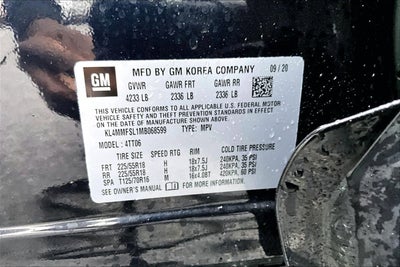 GM
MFD BY GM KOREA COMPANY 09/20
GVWR GAWR FRT GAWR RR
4233 LB 2336 LB 2336 LB
THIS VEHICLE CONFORMS TO ALL APPLICABLE U.S. FEDERAL MOTOR
VEHICLE SAFETY AND THEFT PREVENTION STANDARDS IN EFFECT
ON THE DATE OF MANUFACTURE SHOWN ABOVE.
KL4MMFSL1MB068599 TYPE: MPV
MODEL: 4TT06
TIRE SIZE SPEED RTG RIM COLD TIRE PRESSURE
FRT 225/55R18 H 18x7.5J 240KPA, 35 PSI
RR 225/55R18 H 18x7.5J 240KPA, 35 PSI
SPA T125/70R16 M 16x4.0BT 420KPA, 60 PSI
SEE OWNER'S MANUAL FOR MORE INFORMATION.